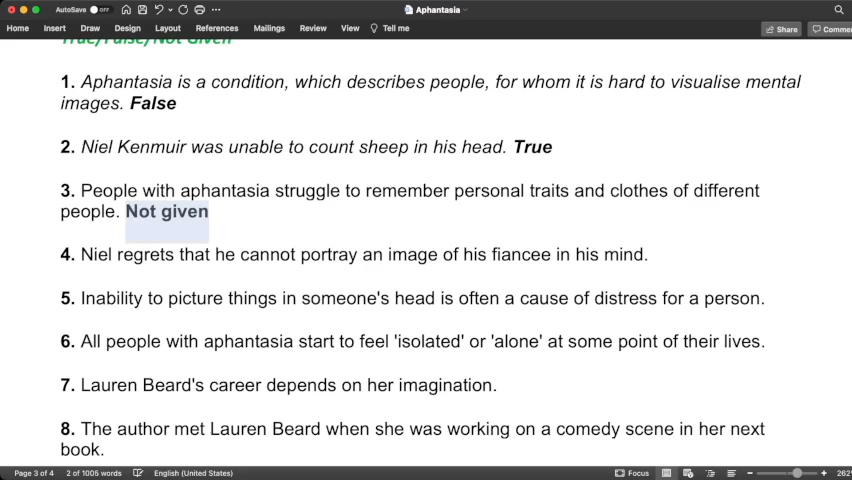 AutoSave OFF Aphantasia
Home Insert Draw Design Layout References Mailings Review View Tell me Share Commen
True/False/Not Given
1. Aphantasia is a condition, which describes people, for whom it is hard to visualise mental
images. False
2. Niel Kenmuir was unable to count sheep in his head. True
3. People with aphantasia struggle to remember personal traits and clothes of different
people. Not given
4. Niel regrets that he cannot portray an image of his fiancee in his mind.
5. Inability to picture things in someone's head is often a cause of distress for a person.
6. All people with aphantasia start to feel 'isolated' or 'alone' at some point of their lives.
7. Lauren Beard's career depends on her imagination.
8. The author met Lauren Beard when she was working on a comedy scene in her next
book.
Page 3 of 4 2 of 1005 words English (United States) Focus 262%